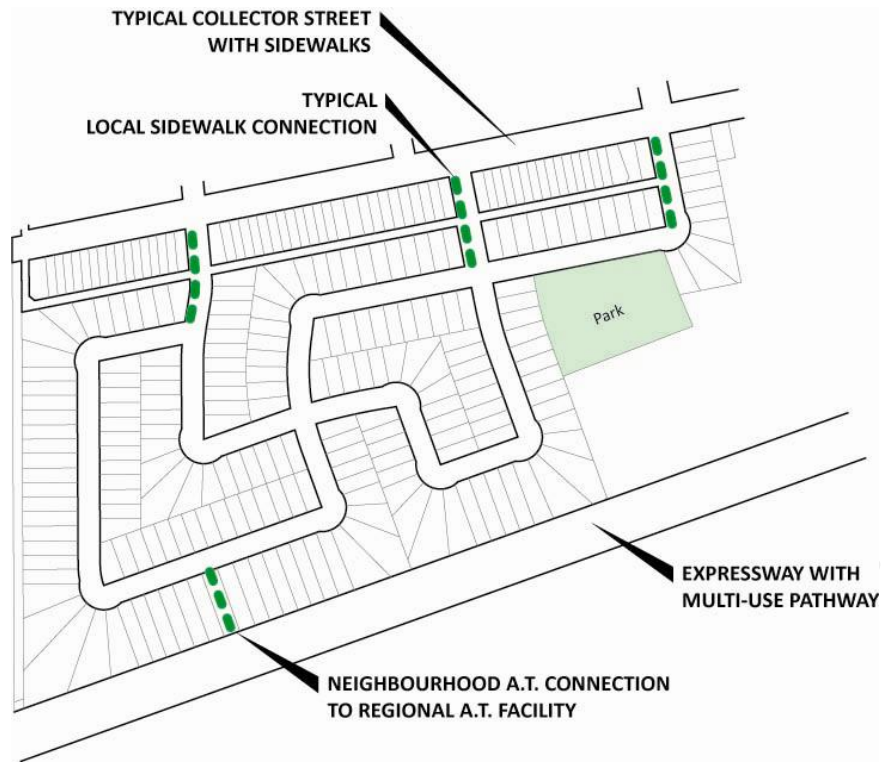 TYPICAL COLLECTOR STREET
WITH SIDEWALKS
TYPICAL
LOCAL SIDEWALK CONNECTION
Park
EXPRESSWAY WITH
MULTI-USE PATHWAY
NEIGHBOURHOOD A.T. CONNECTION
TO REGIONAL A.T. FACILITY